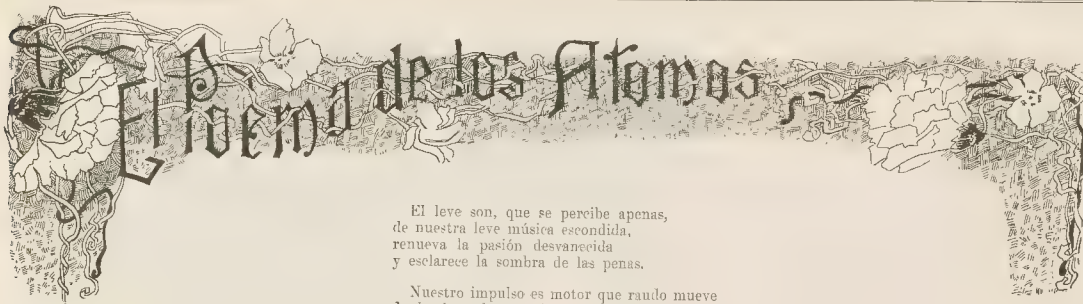 El Poema de los Atomos
El leve son, que se percibe apenas,
de nuestra leve música escondida,
renueva la pasión desvanecida
y esclarece la sombra de las penas.
Nuestro impulso es motor que raudo mueve